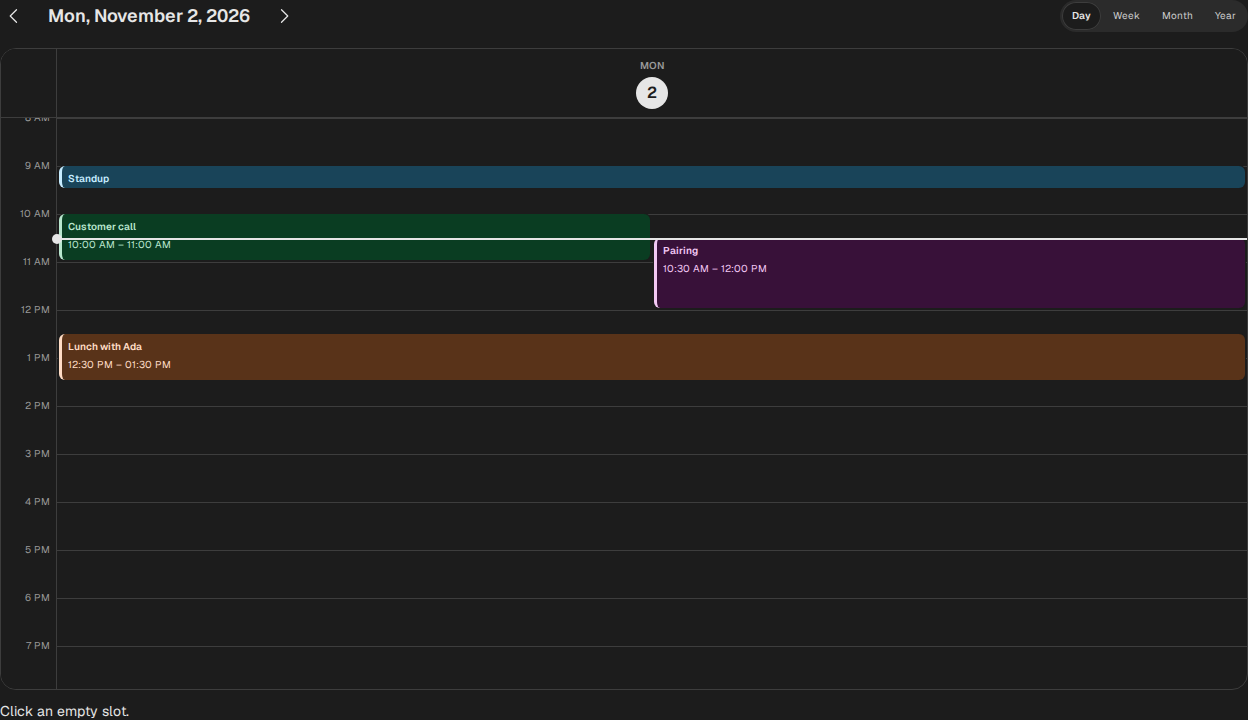 Mon, November 2, 2026
Day Week Month Year
MON
2
8 AM
9 AM
Standup
10 AM
Customer call
10:00 AM – 11:00 AM
Pairing
10:30 AM – 12:00 PM
11 AM
12 PM
Lunch with Ada
12:30 PM – 01:30 PM
1 PM
2 PM
3 PM
4 PM
5 PM
6 PM
7 PM
Click an empty slot.